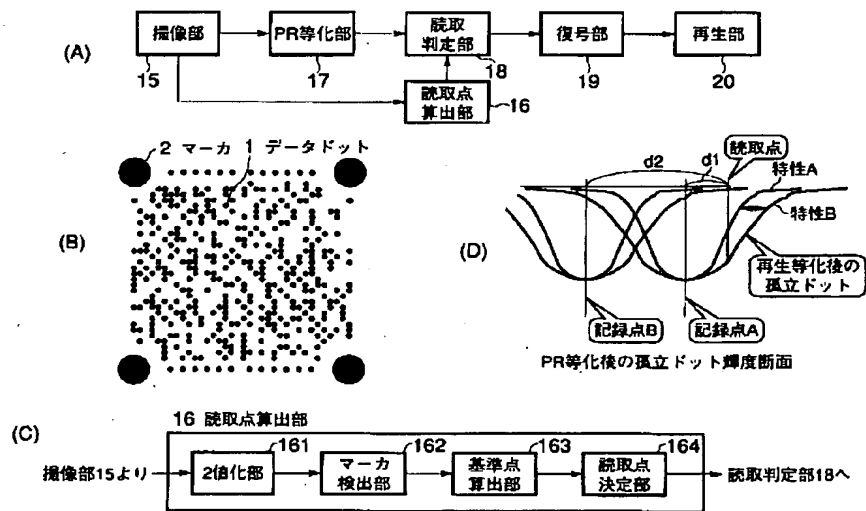 (A)
撮像部
15
PR等化部
17
読取
判定部
18
復号部
19
再生部
20
読取点
算出部
16
(B)
2 マーカ
1 データドット
(D)
d2
d1
読取点
特性A
特性B
再生等化後の
孤立ドット
記録点B
記録点A
PR等化後の孤立ドット輝度断面
(C)
16 読取点算出部
撮像部15より
2値化部
161
マーカ
検出部
162
基準点
算出部
163
読取点
決定部
164
読取判定部18へ